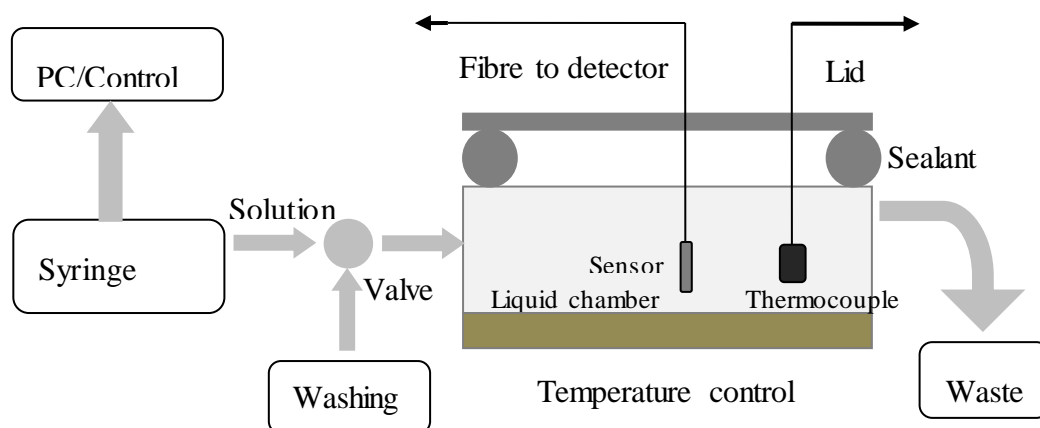 Fibre to detector
Lid
PC/Control
Sealant
Solution
Syringe
Valve
Sensor
Liquid chamber
Thermocouple
Washing
Temperature control
Waste